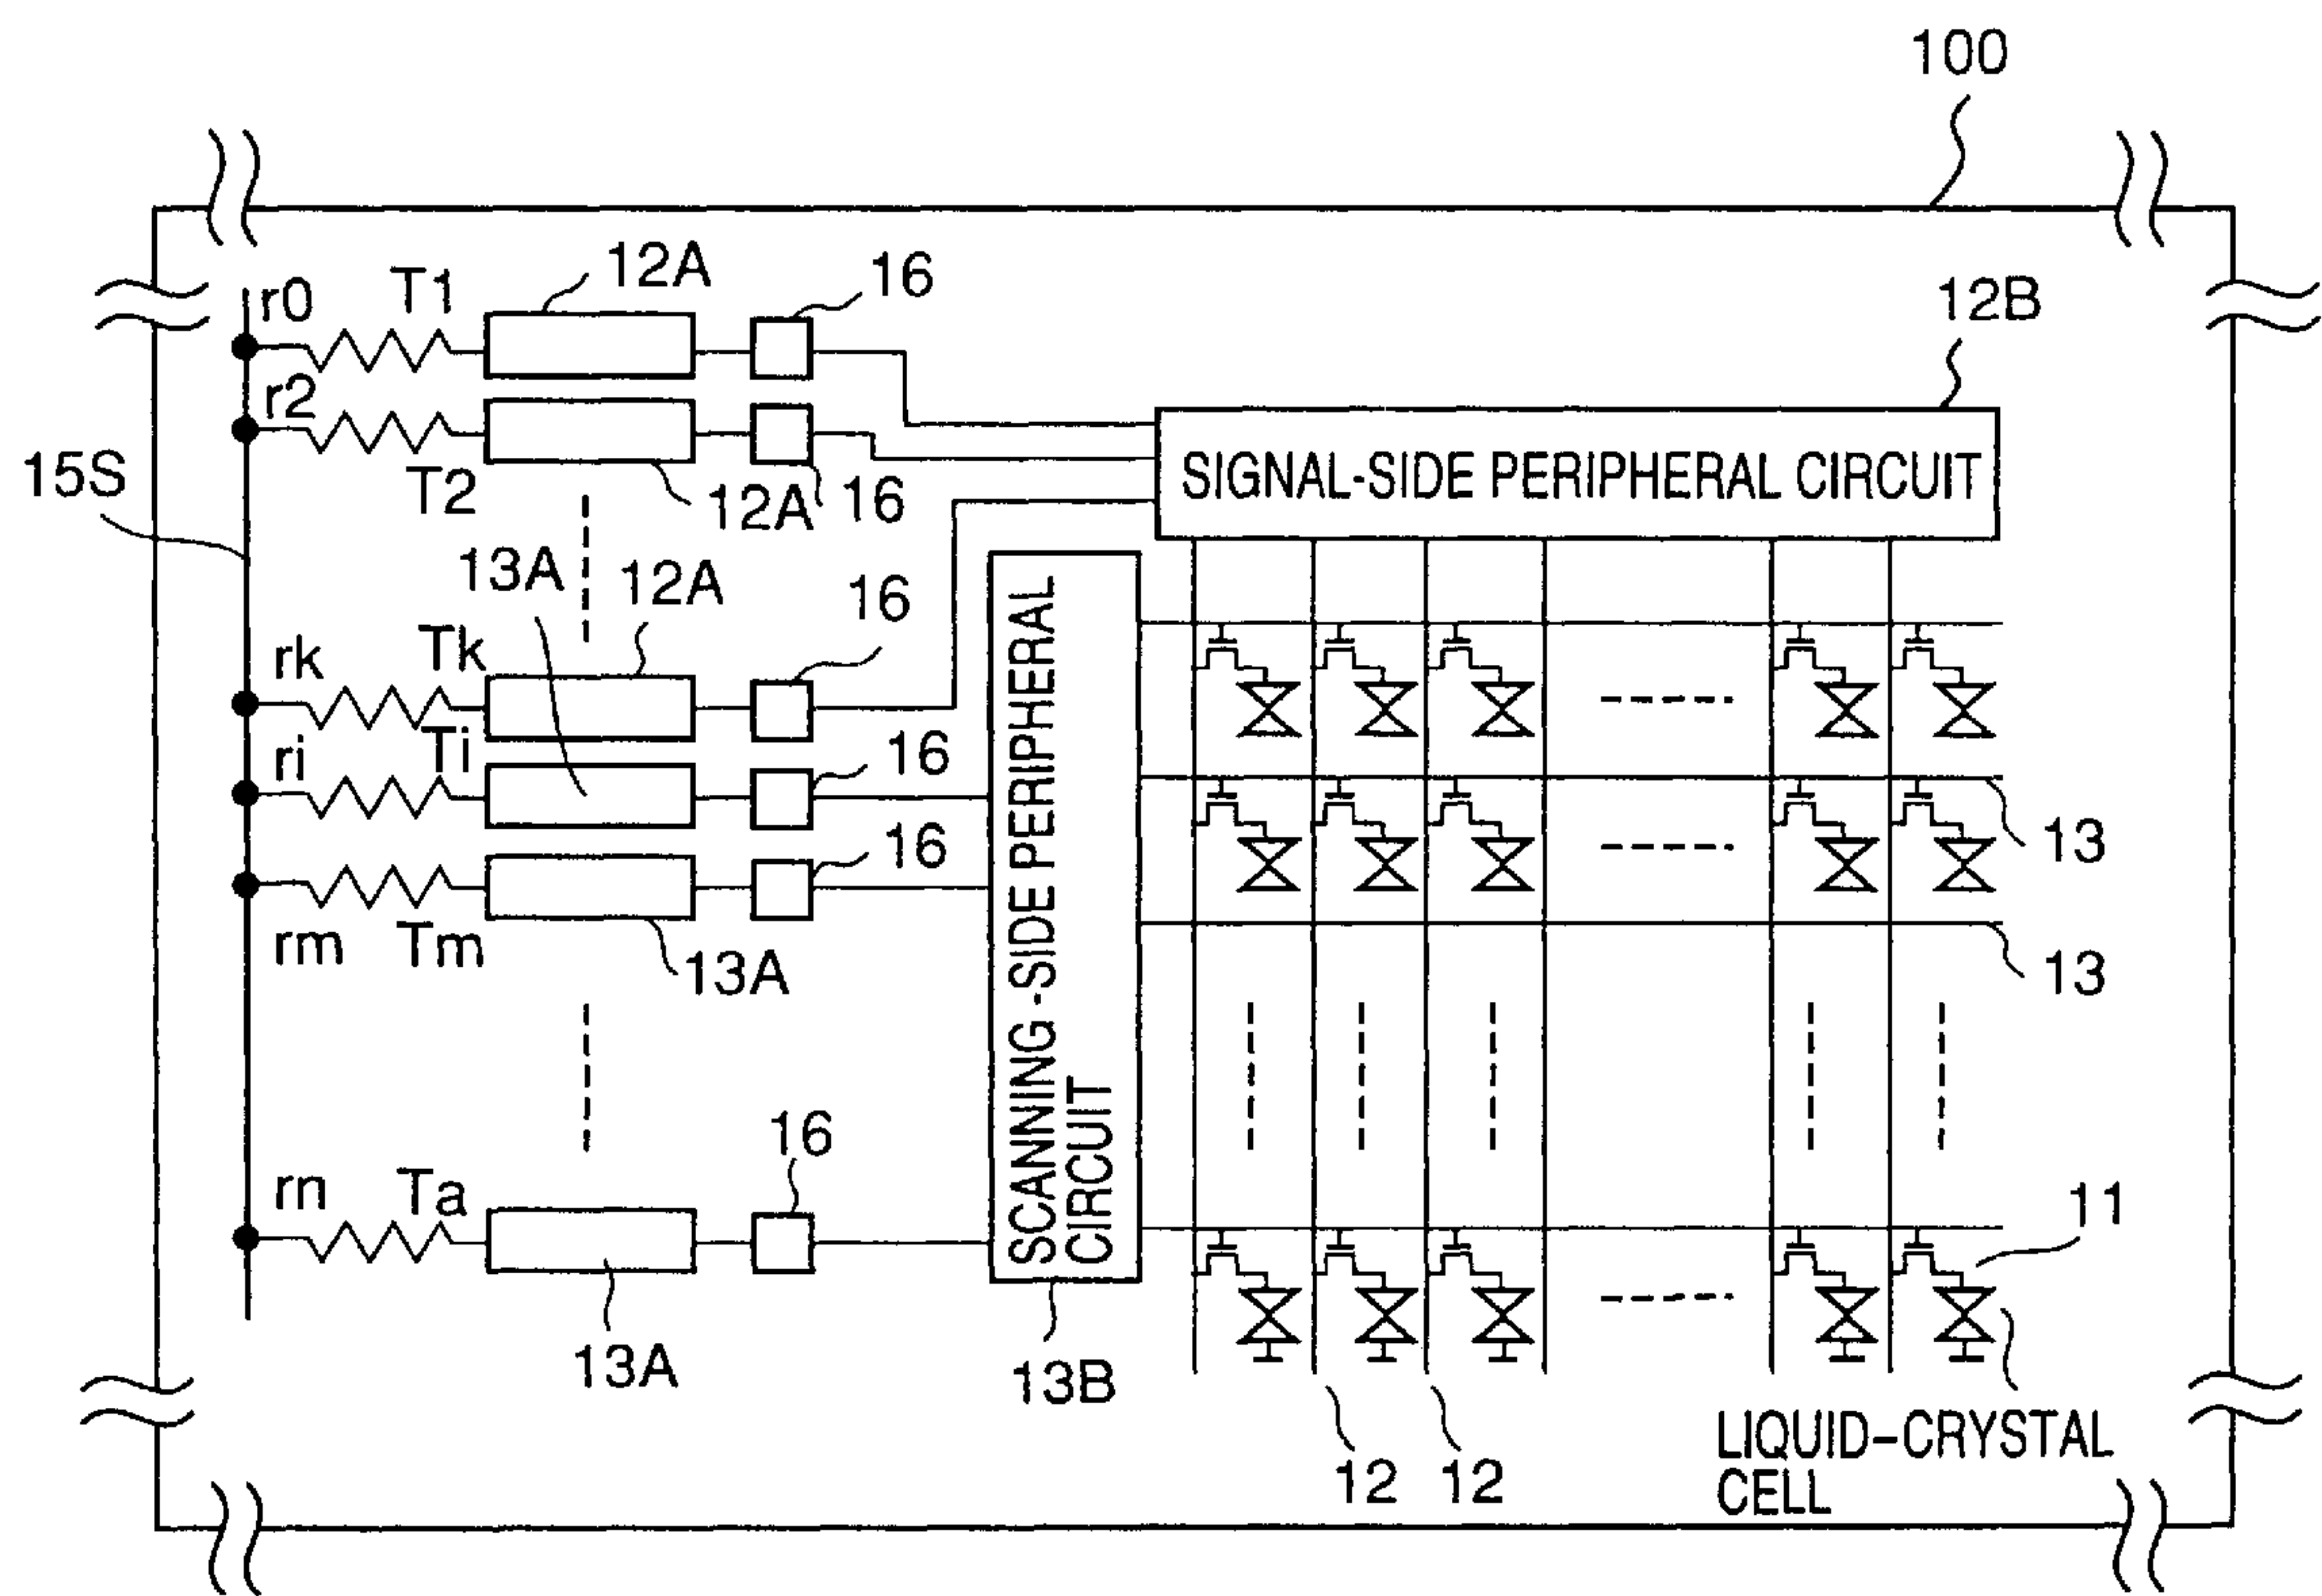 100
r0
T1
12A
16
12B
r2
15S
T2
12A
16
SIGNAL-SIDE PERIPHERAL CIRCUIT
13A
12A
16
rk
Tk
ri
Ti
16
16
13
rm
Tm
13A
13
SCANNING-SIDE PERIPHERAL
CIRCUIT
rn
Ta
16
11
13A
13B
12
12
LIQUID-CRYSTAL
CELL